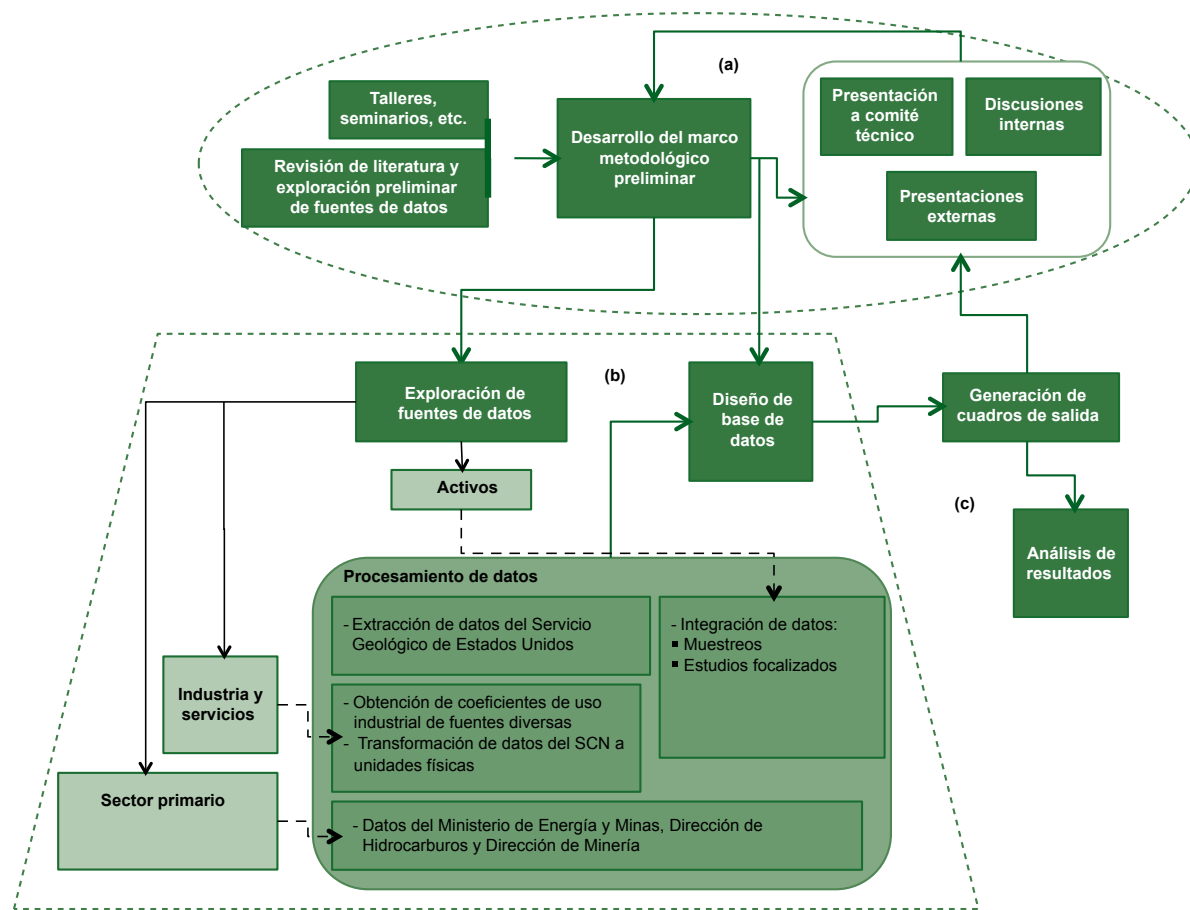 (a)
Talleres,
seminarios, etc.
Revisión de literatura y
exploración preliminar
de fuentes de datos
Desarrollo del marco
metodológico
preliminar
Presentación
a comité
técnico
Discusiones
internas
Presentaciones
externas
(b)
Exploración de
fuentes de datos
Diseño de
base de
datos
Generación de
cuadros de salida
Activos
(c)
Análisis de
resultados
Procesamiento de datos
- Extracción de datos del Servicio
Geológico de Estados Unidos
- Integración de datos:
▪ Muestreos
▪ Estudios focalizados
Industria y
servicios
- Obtención de coeficientes de uso
industrial de fuentes diversas
- Transformación de datos del SCN a
unidades físicas
Sector primario
- Datos del Ministerio de Energía y Minas, Dirección de
Hidrocarburos y Dirección de Minería